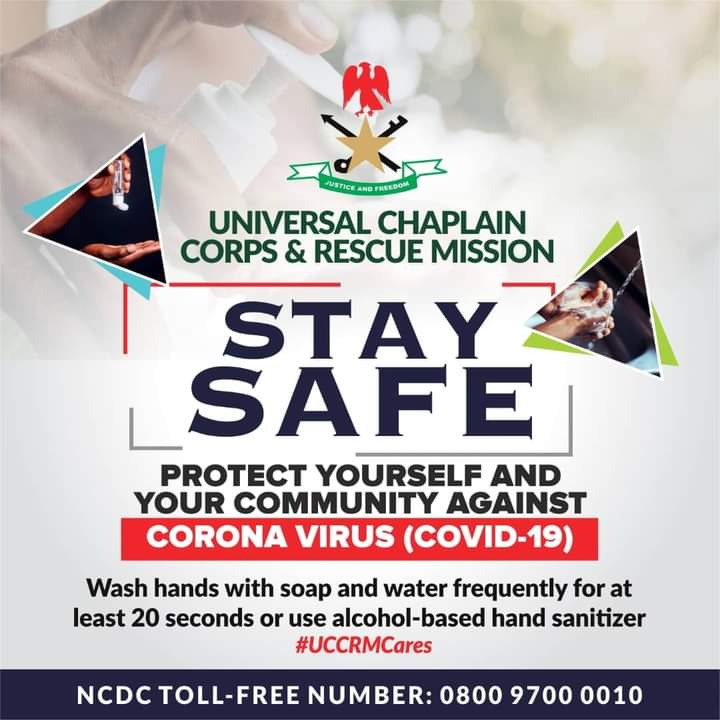 JUSTICE AND FREEDOM
UNIVERSAL CHAPLAIN
CORPS & RESCUE MISSION
STAY
SAFE
PROTECT YOURSELF AND
YOUR COMMUNITY AGAINST
CORONA VIRUS (COVID-19)
Wash hands with soap and water frequently for at
least 20 seconds or use alcohol-based hand sanitizer
#UCCRMCares
NCDC TOLL-FREE NUMBER: 0800 9700 0010